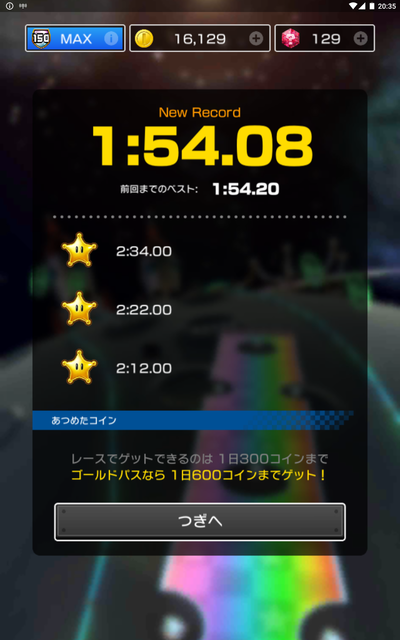 20:35
150 MAX
16,129
129
New Record
1:54.08
前回までのベスト: 1:54.20
2:34.00
2:22.00
2:12.00
あつめたコイン
レースでゲットできるのは 1日300コインまで
ゴールドパスなら 1日600コインまでゲット！
つぎへ